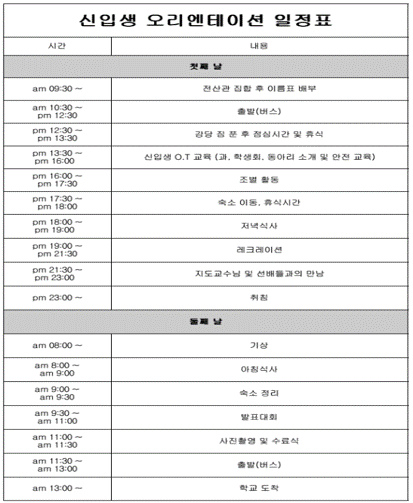 신입생 오리엔테이션 일정표
시간 내용
첫째 날
am 09:30 ~ 전산관 집합 후 이름표 배부
am 10:30 ~
pm 12:30 출발(버스)
pm 12:30 ~
pm 13:30 강당 짐 푼 후 점심시간 및 휴식
pm 13:30 ~
pm 16:00 신입생 O.T 교육 (과, 학생회, 동아리 소개 및 안전 교육)
pm 16:00 ~
pm 17:30 조별 활동
pm 17:30 ~
pm 18:00 숙소 이동, 휴식시간
pm 18:00 ~
pm 19:00 저녁식사
pm 19:00 ~
pm 21:30 레크레이션
pm 21:30 ~
pm 23:00 지도교수님 및 선배들과의 만남
pm 23:00 ~ 취침
둘째 날
am 08:00 ~ 기상
am 8:00 ~
am 9:00 아침식사
am 9:00 ~
am 9:30 숙소 정리
am 9:30 ~
am 11:00 발표대회
am 11:00 ~
am 11:30 사진촬영 및 수료식
am 11:30 ~
am 13:00 출발(버스)
am 13:00 ~ 학교 도착